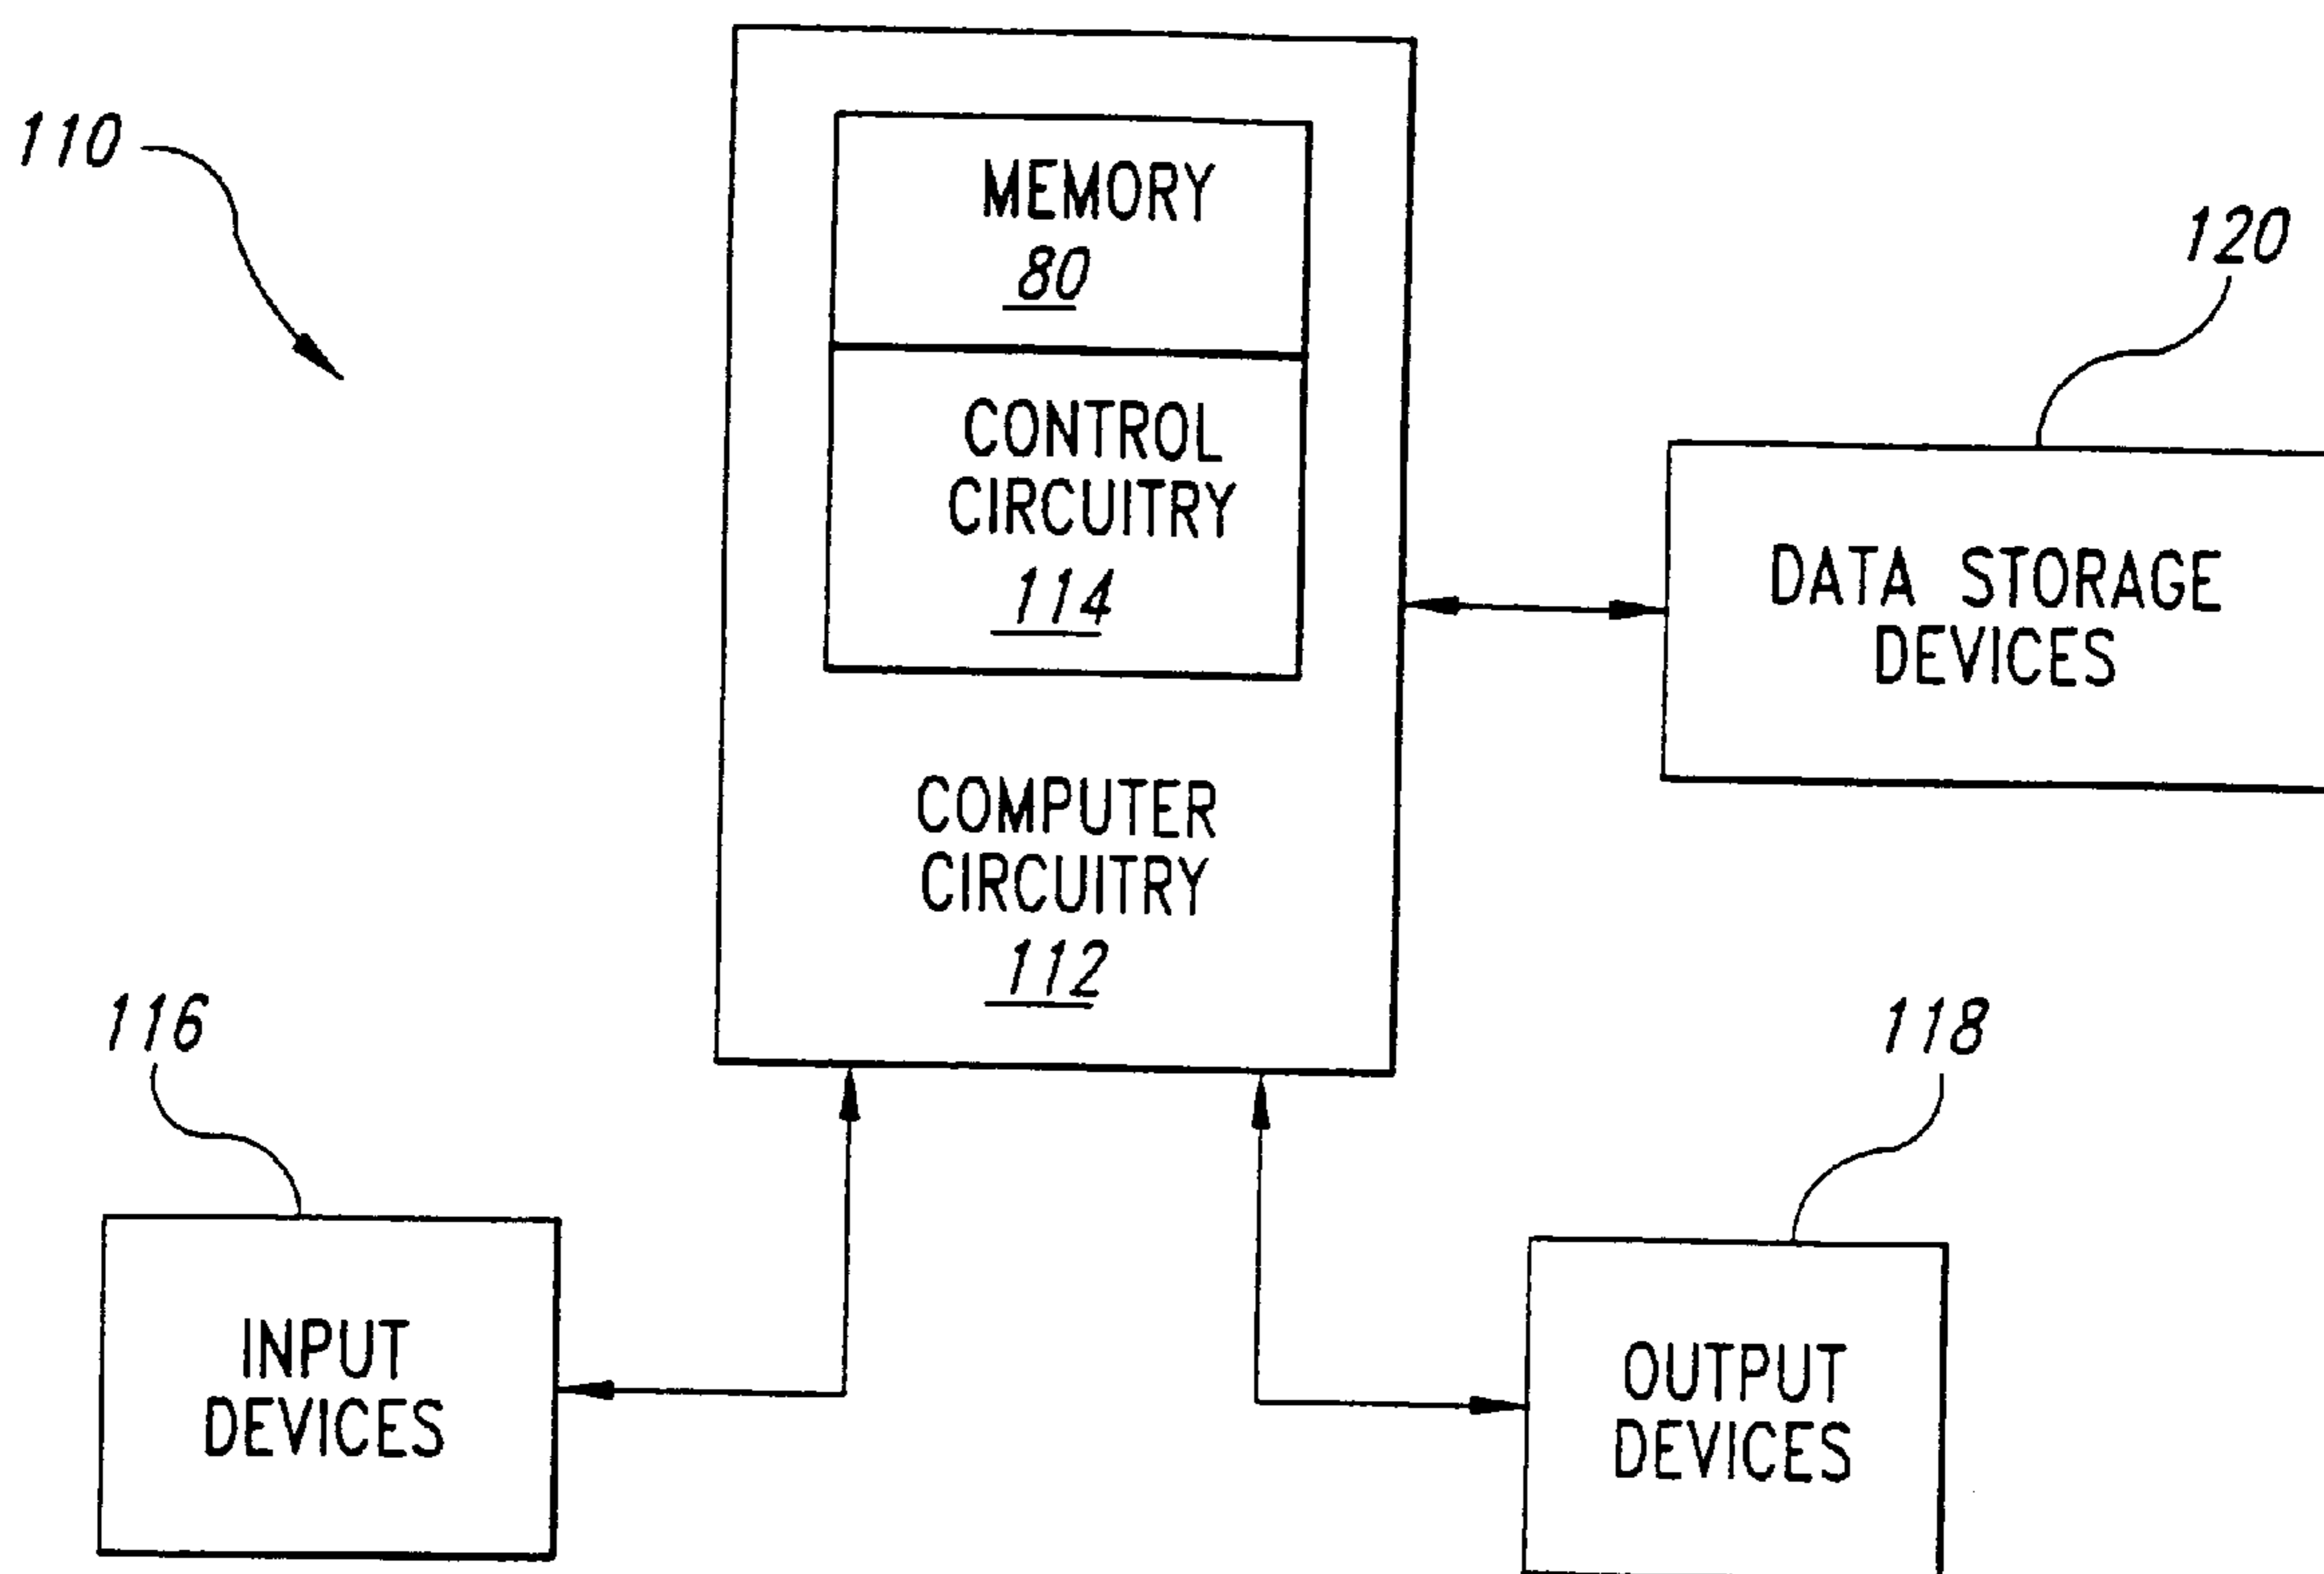 110
MEMORY
80
CONTROL
CIRCUITRY
114
120
DATA STORAGE
DEVICES
COMPUTER
CIRCUITRY
112
116
118
INPUT
DEVICES
OUTPUT
DEVICES